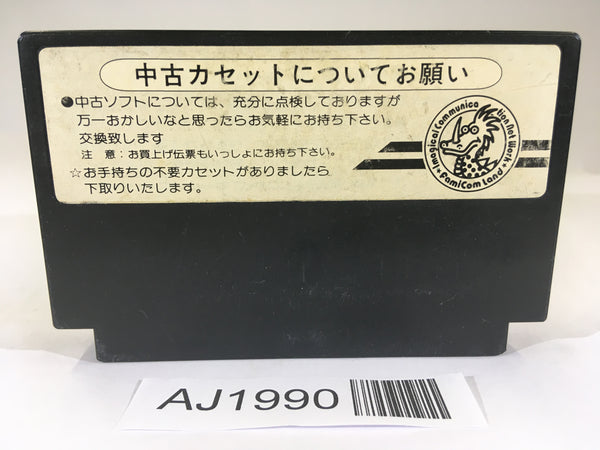 中古カセットについてお願い
●中古ソフトについては、充分に点検しておりますが
万一おかしいなと思ったらお気軽にお持ち下さい。
交換致します
注 意：お買上げ伝票もいっしょにお持ち下さい。
☆お手持ちの不要カセットがありましたら
下取りいたします。
Imagical Communication Net Work
★FamiCom Land★
AJ1990